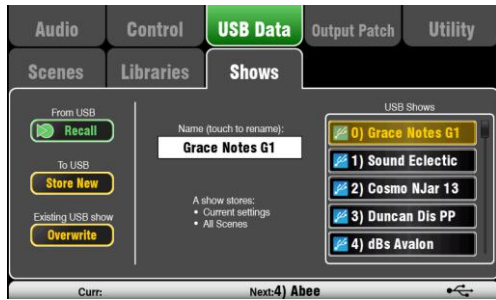 Audio
Control
USB Data
Output Patch
Utility
Scenes
Libraries
Shows
From USB
Recall
To USB
Store New
Existing USB show
Overwrite
Name (touch to rename):
Grace Notes G1
A show stores:
• Current settings
• All Scenes
USB Shows
0) Grace Notes G1
1) Sound Eclectic
2) Cosmo NJar 13
3) Duncan Dis PP
4) dBs Avalon
Curr:
Next:4) Abee